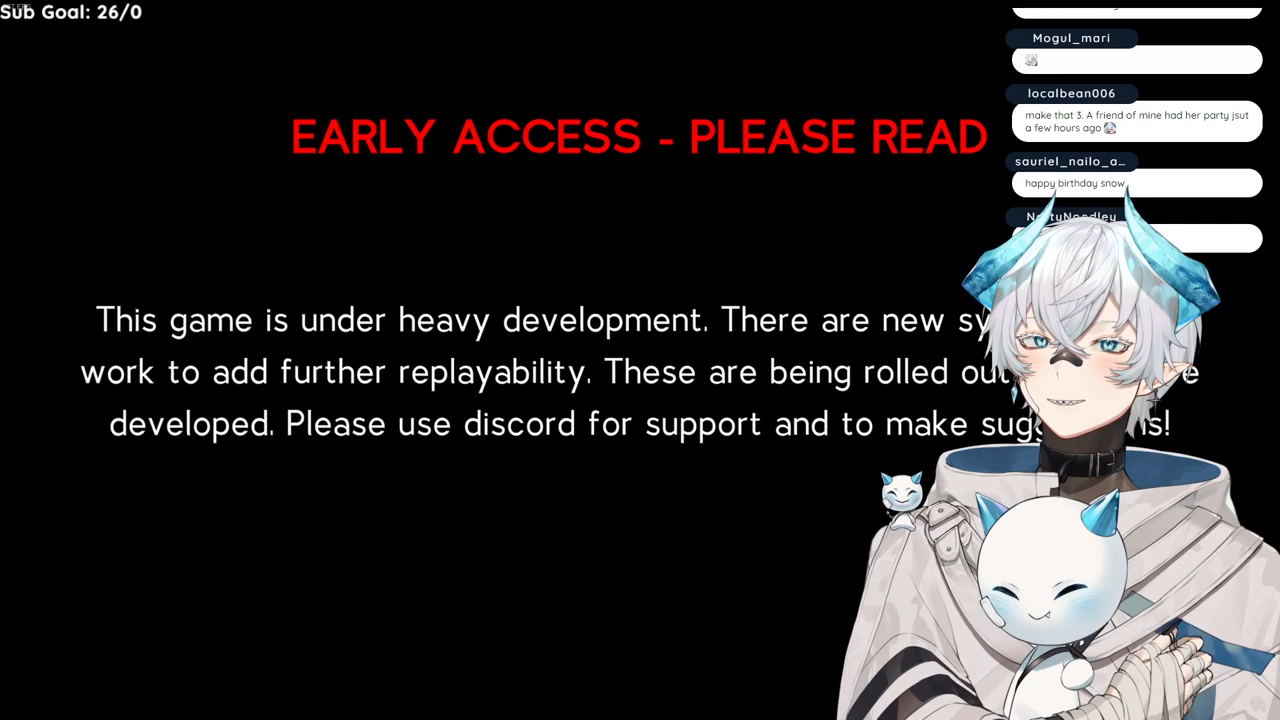 Sub Goal: 26/0
Mogul_mari
localbean006
make that 3. A friend of mine had her party jsut
a few hours ago
sauriel_nailo_a…
happy birthday snow
EARLY ACCESS - PLEASE READ
This game is under heavy development. There are new
work to add further replayability. These are being rolled out
developed. Please use discord for support and to make